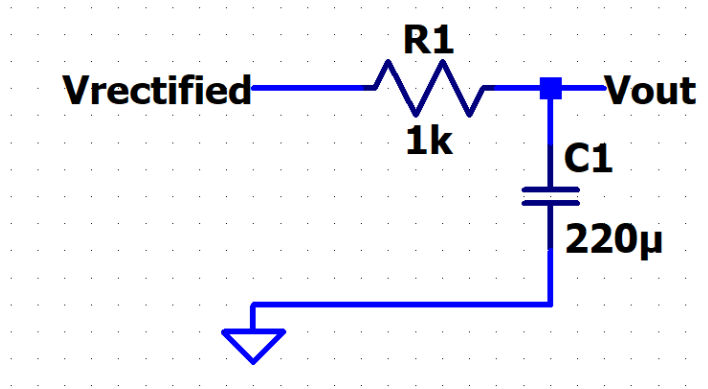 R1
Vrectified
Vout
1k
C1
220µ